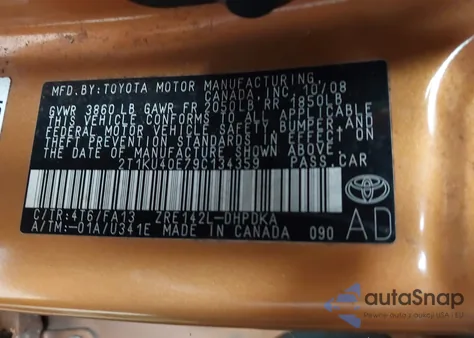 MFD.BY:TOYOTA MOTOR MANUFACTURING,
CANADA, INC. 10/08
GVWR 3860LB GAWR FR 2050LB RR 1850LB
THIS VEHICLE CONFORMS TO ALL APPLICABLE
FEDERAL MOTOR VEHICLE SAFETY, BUMPER, AND
THEFT PREVENTION STANDARDS IN EFFECT ON
THE DATE OF MANUFACTURE SHOWN ABOVE.
2T1KU40E79C134359 PASS.CAR
C/TR:4T6/FA13 ZRE142L-DHPDKA
A/TM:-01A/U341E MADE IN CANADA 090
AD
autoSnap